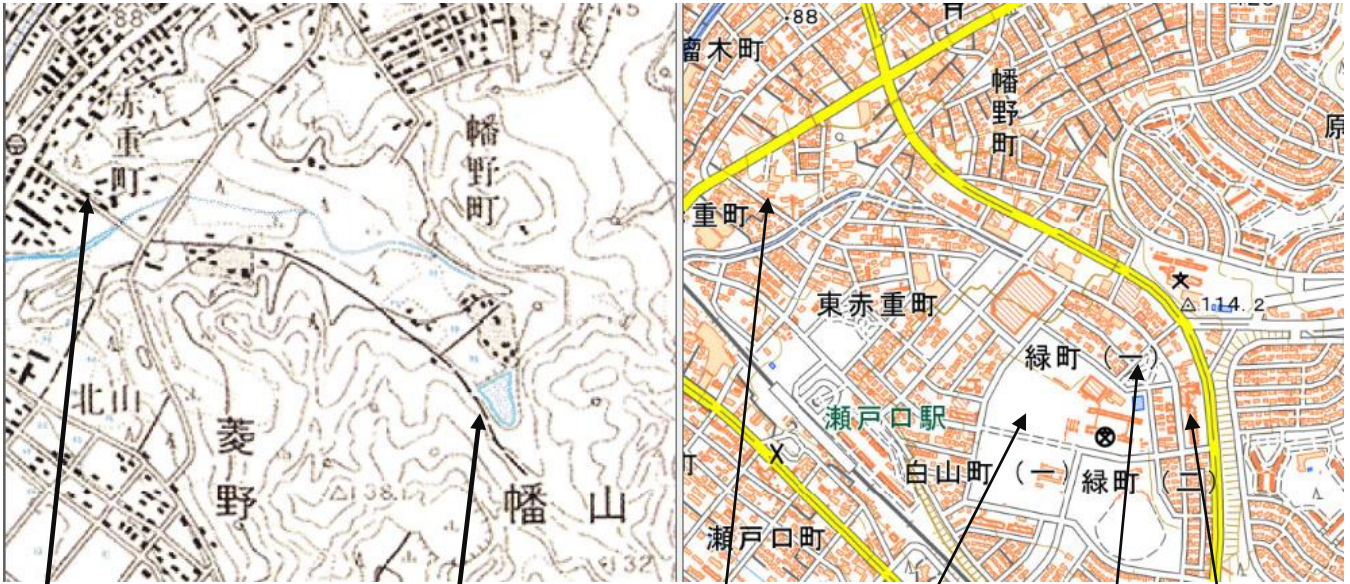 88
赤重町
幡野町
北山
菱野
138.1
幡山
132
88
瘤木町
幡野町
原
重町
東赤重町
114.2
緑町(一)
瀬戸口駅
白山町(一)
緑町(二)
町
瀬戸口町